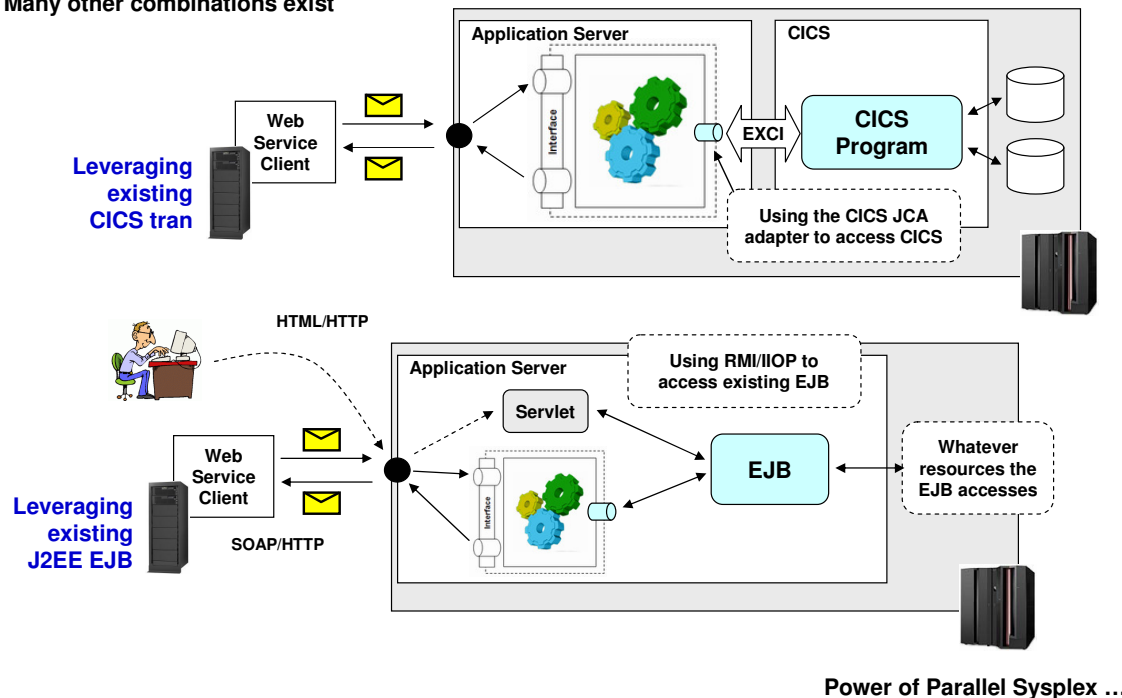 Many other combinations exist
Application Server
CICS
Web
Service
Client
Interface
EXCI
CICS
Program
Leveraging
existing
CICS tran
Using the CICS JCA
adapter to access CICS
HTML/HTTP
Application Server
Using RMI/IIOP to
access existing EJB
Servlet
Web
Service
Client
Interface
EJB
Whatever
resources the
EJB accesses
Leveraging
existing
J2EE EJB
SOAP/HTTP
Power of Parallel Sysplex …